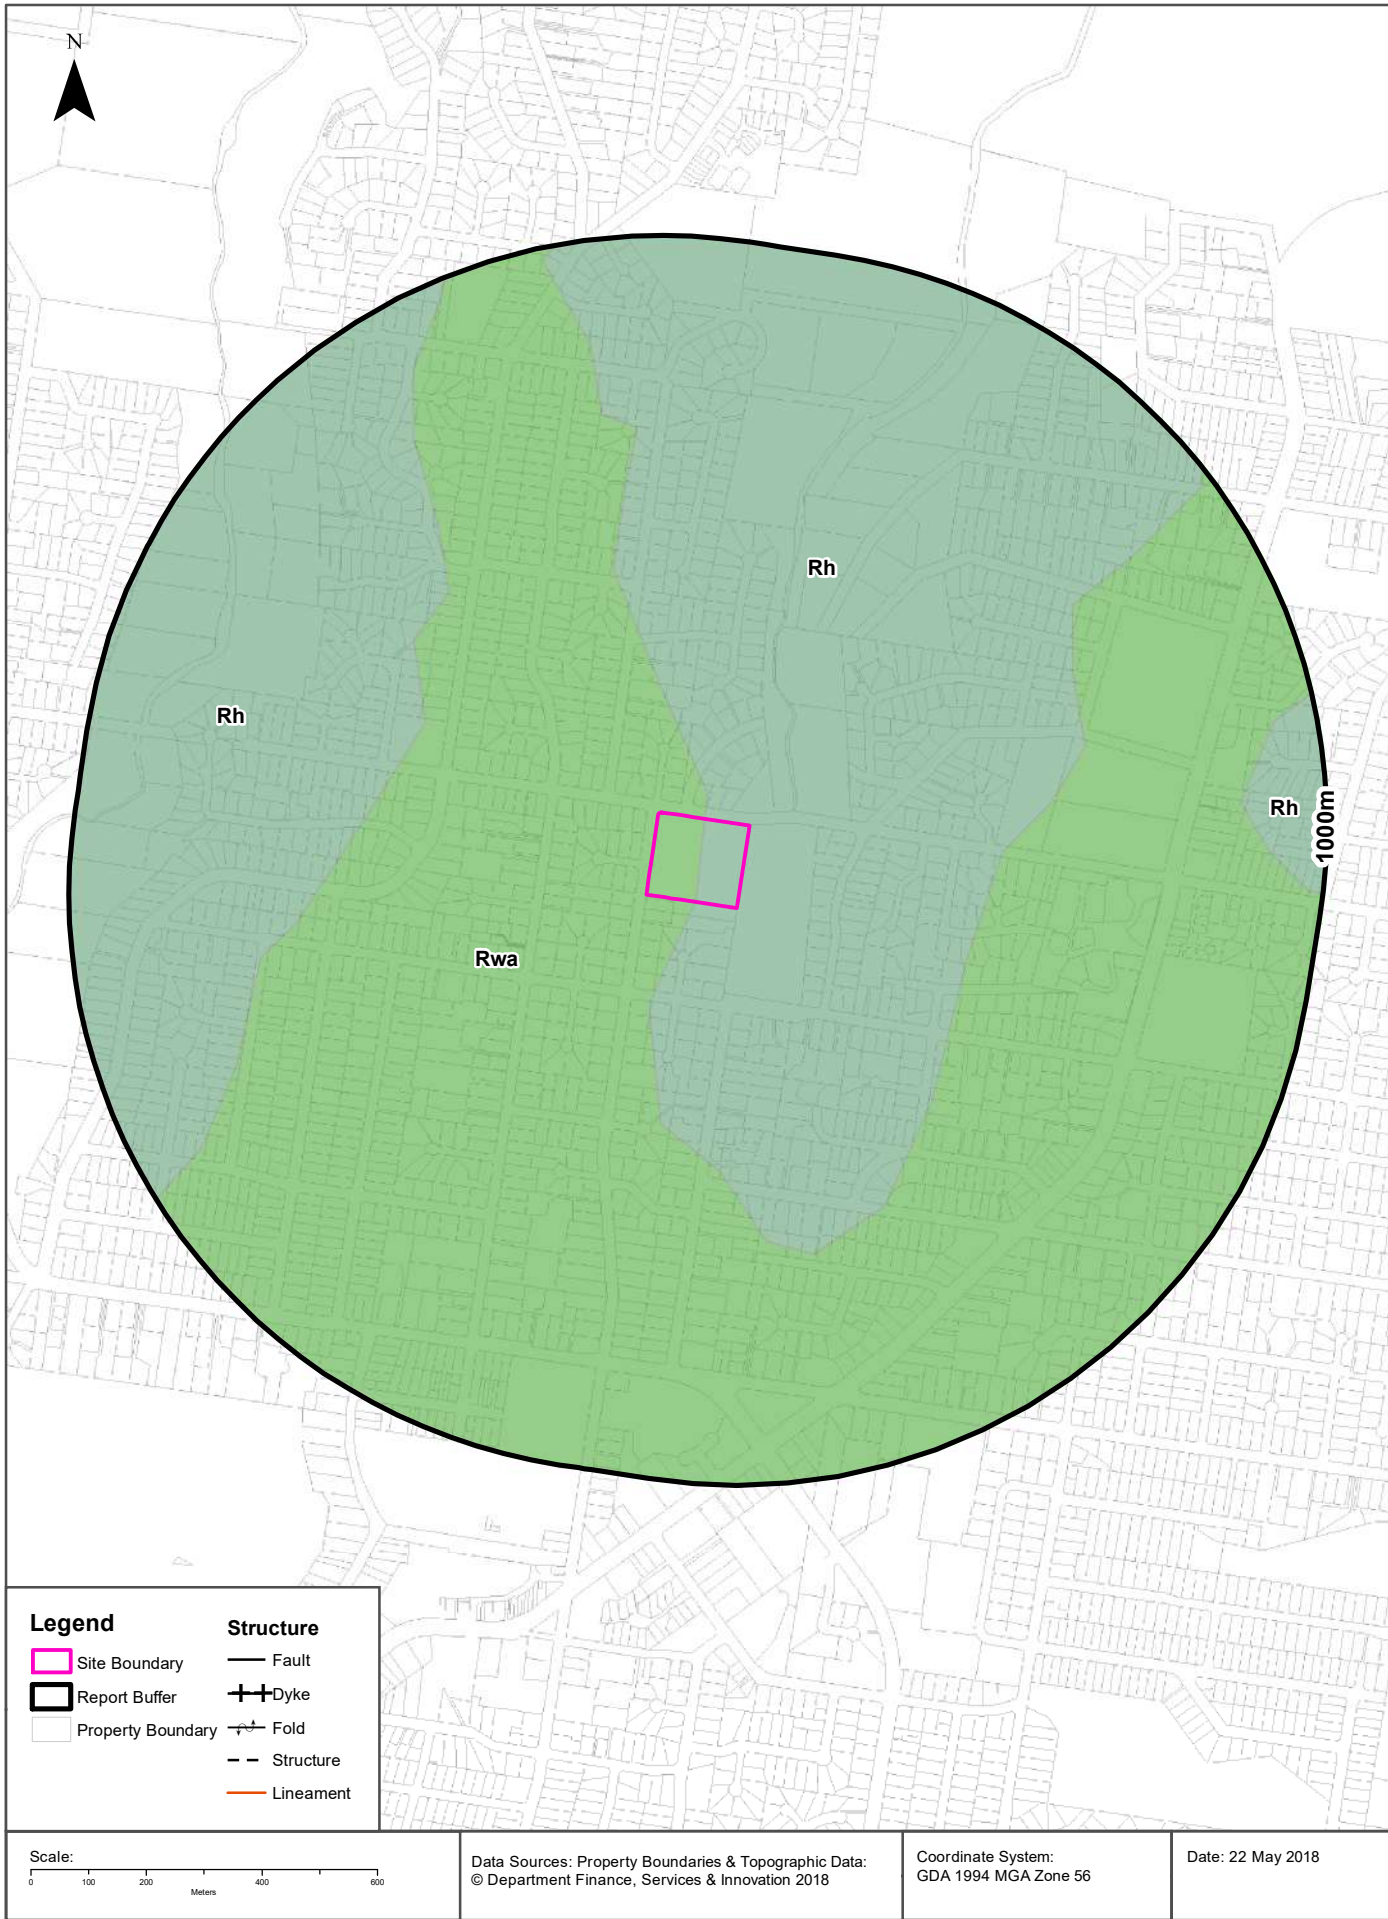 N
Rh
Rh
Rh
1000m
Rwa
Legend
Site Boundary
Report Buffer
Property Boundary
Structure
Fault
Dyke
Fold
Structure
Lineament
Scale:
0 100 200 400 600
Meters
Data Sources: Property Boundaries & Topographic Data:
© Department Finance, Services & Innovation 2018
Coordinate System:
GDA 1994 MGA Zone 56
Date: 22 May 2018